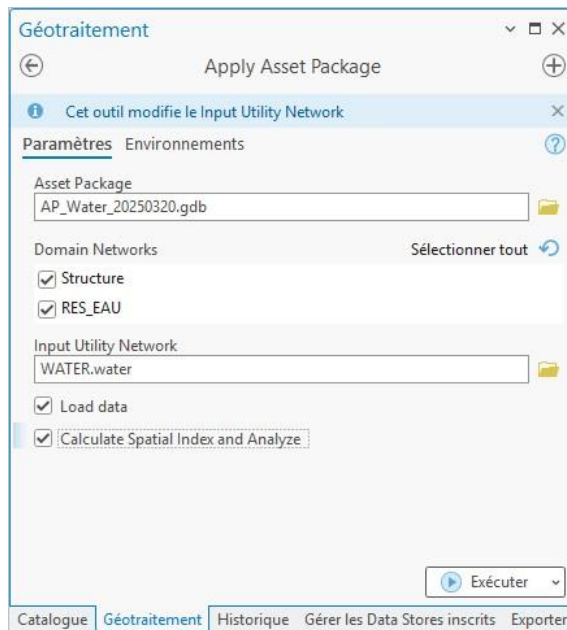 Géotraitement
Apply Asset Package
Cet outil modifie le Input Utility Network
Paramètres Environnements
Asset Package
AP_Water_20250320.gdb
Domain Networks Sélectionner tout
Structure
RES_EAU
Input Utility Network
WATER.water
Load data
Calculate Spatial Index and Analyze
Exécuter
Catalogue Géotraitement Historique Gérer les Data Stores inscrits Exporter